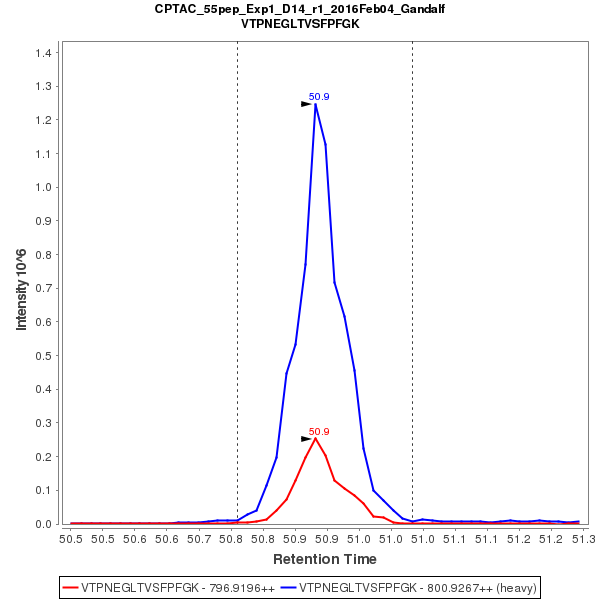 CPTAC_55pep_Exp1_D14_r1_2016Feb04_Gandalf
VTPNEGLTVSFPFGK
1.4
1.3
1.2
1.1
1.0
0.9
0.8
0.7
0.6
0.5
0.4
0.3
0.2
0.1
0.0
Intensity 10^6
50.9
50.9
50.5 50.5 50.6 50.6 50.7 50.8 50.8 50.9 50.9 51.0 51.0 51.1 51.1 51.2 51.2 51.3
Retention Time
VTPNEGLTVSFPFGK - 796.9196++ VTPNEGLTVSFPFGK - 800.9267++ (heavy)